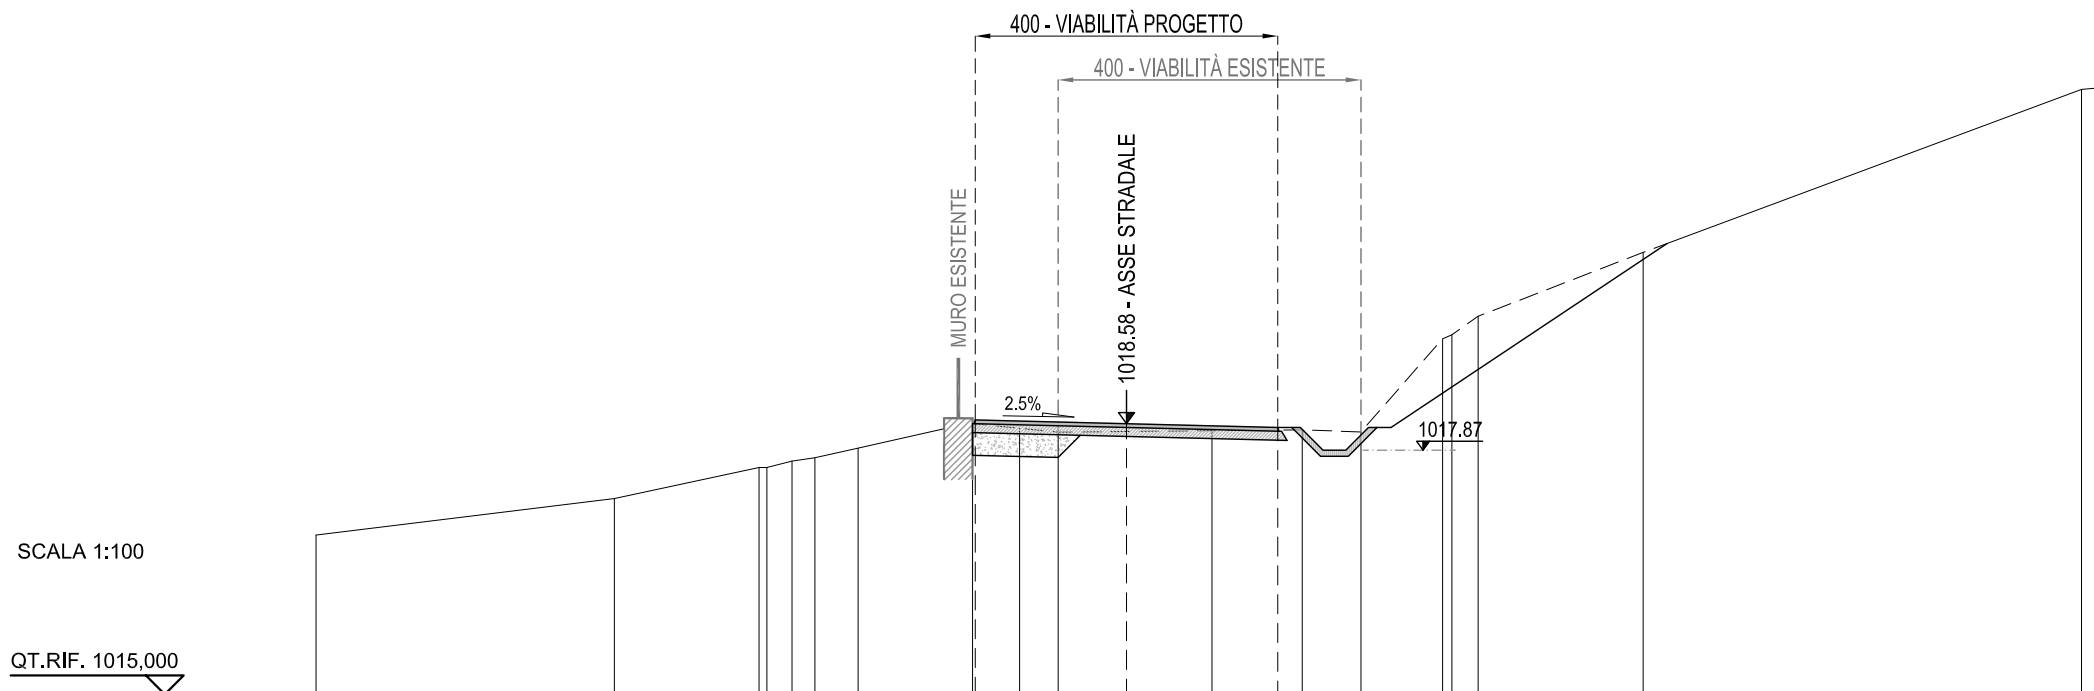 400 - VIABILITÀ PROGETTO
400 - VIABILITÀ ESISTENTE
1018.58 - ASSE STRADALE
MURO ESISTENTE
2.5%
1017.87
SCALA 1:100
QT.RIF. 1015,000